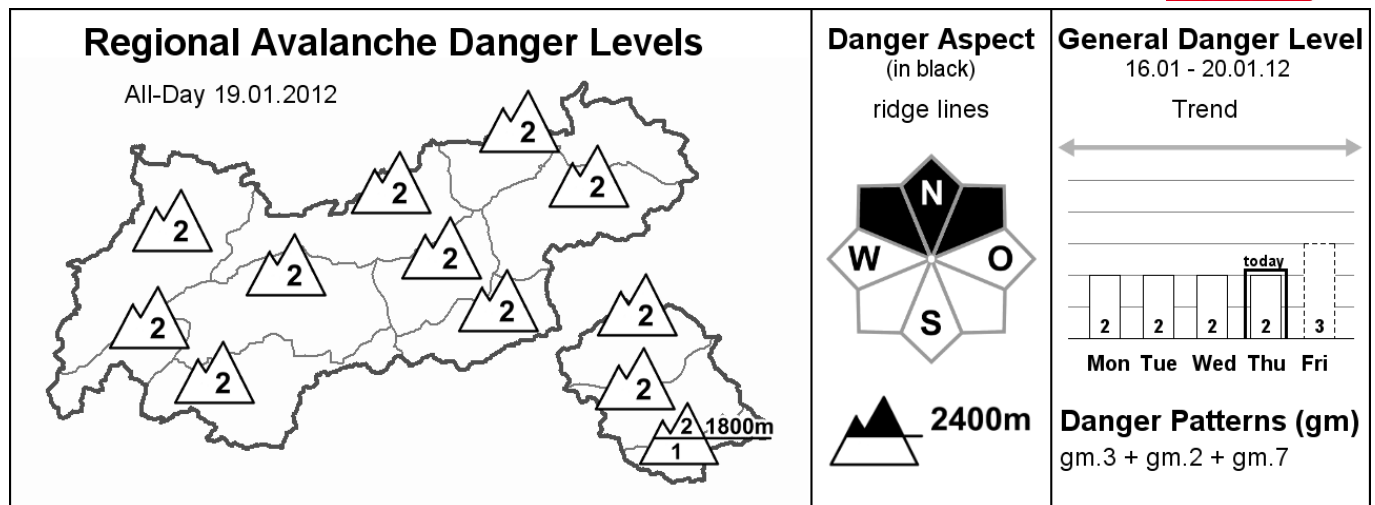 Regional Avalanche Danger Levels
All-Day 19.01.2012
2
2
2
2
2
2
2
2
2
2
2
2
2
1800m
1
Danger Aspect
(in black)
ridge lines
N
W
O
S
2400m
General Danger Level
16.01 - 20.01.12
Trend
today
2 2 2 2 3
Mon Tue Wed Thu Fri
Danger Patterns (gm)
gm.3 + gm.2 + gm.7